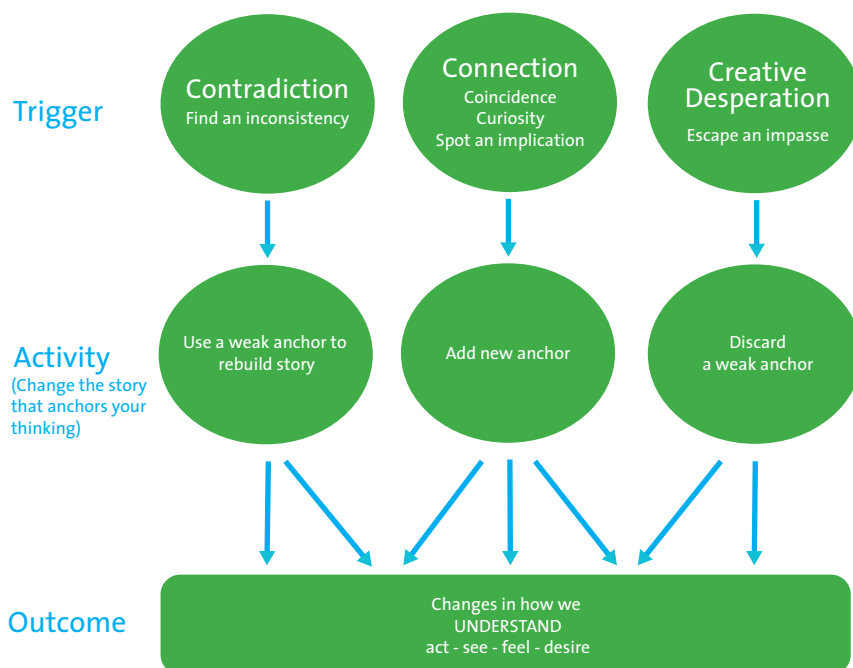 Trigger
Contradiction
Find an inconsistency
Connection
Coincidence
Curiosity
Spot an implication
Creative
Desperation
Escape an impasse
Activity
(Change the story
that anchors your
thinking)
Use a weak anchor to
rebuild story
Add new anchor
Discard
a weak anchor
Outcome
Changes in how we
UNDERSTAND
act - see - feel - desire